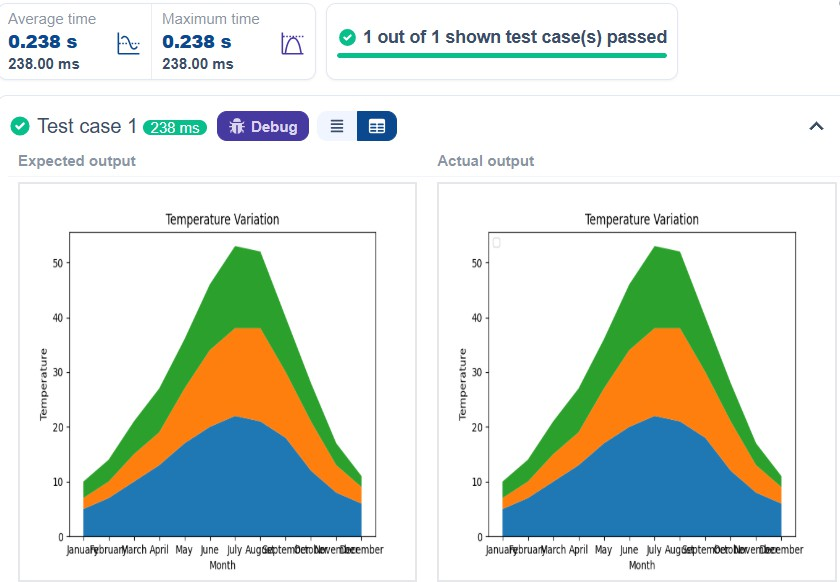 Average time
0.238 s
238.00 ms
Maximum time
0.238 s
238.00 ms
1 out of 1 shown test case(s) passed
Test case 1 238 ms Debug
Expected output
Temperature Variation
50
40
30
20
10
0
Temperature
January February March April May June July August September October November December
Month
Actual output
Temperature Variation
50
40
30
20
10
0
Temperature
January February March April May June July August September October November December
Month